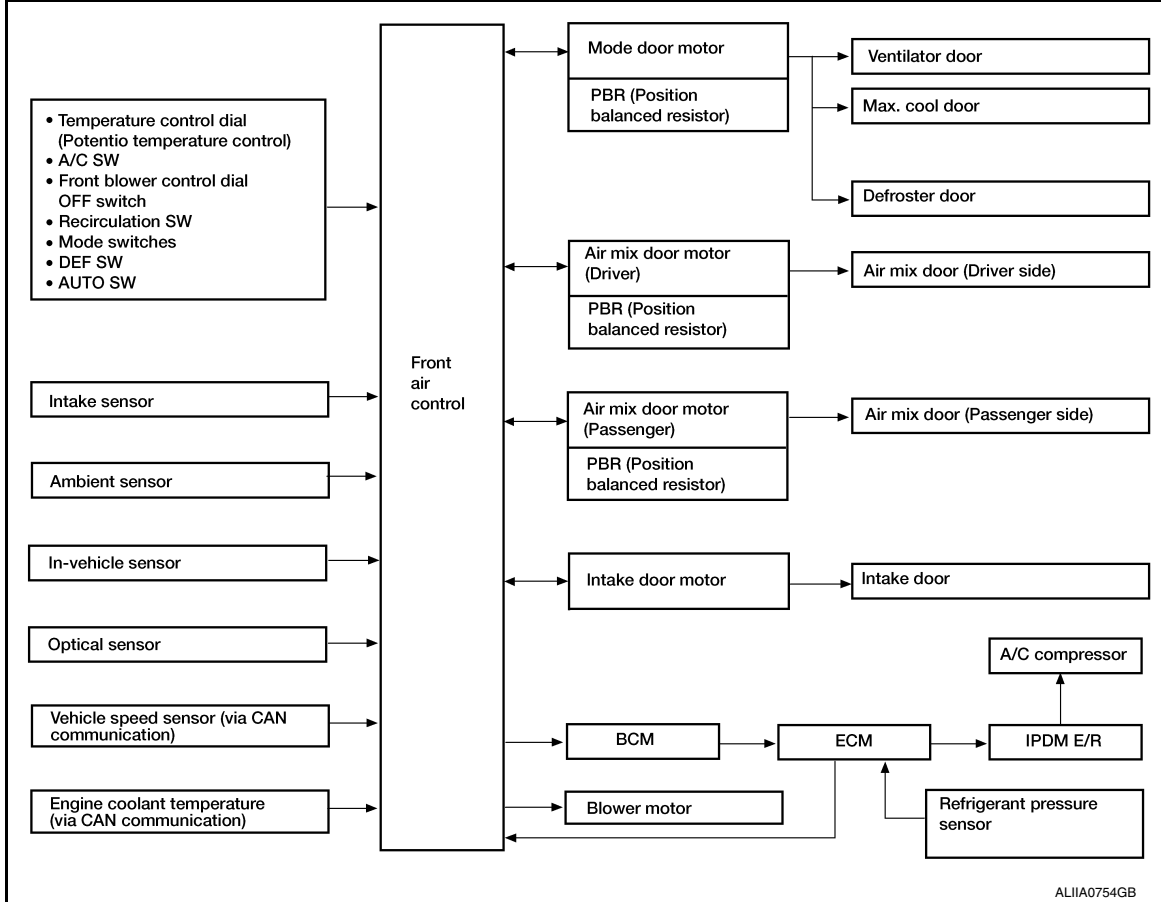 • Temperature control dial
(Potentio temperature control)
• A/C SW
• Front blower control dial
OFF switch
• Recirculation SW
• Mode switches
• DEF SW
• AUTO SW
Intake sensor
Ambient sensor
In-vehicle sensor
Optical sensor
Vehicle speed sensor (via CAN
communication)
Engine coolant temperature
(via CAN communication)
Front
air
control
Mode door motor
PBR (Position
balanced resistor)
Ventilator door
Max. cool door
Defroster door
Air mix door motor
(Driver)
PBR (Position
balanced resistor)
Air mix door (Driver side)
Air mix door motor
(Passenger)
PBR (Position
balanced resistor)
Air mix door (Passenger side)
Intake door motor
Intake door
A/C compressor
BCM
ECM
IPDM E/R
Blower motor
Refrigerant pressure
sensor
ALIIA0754GB